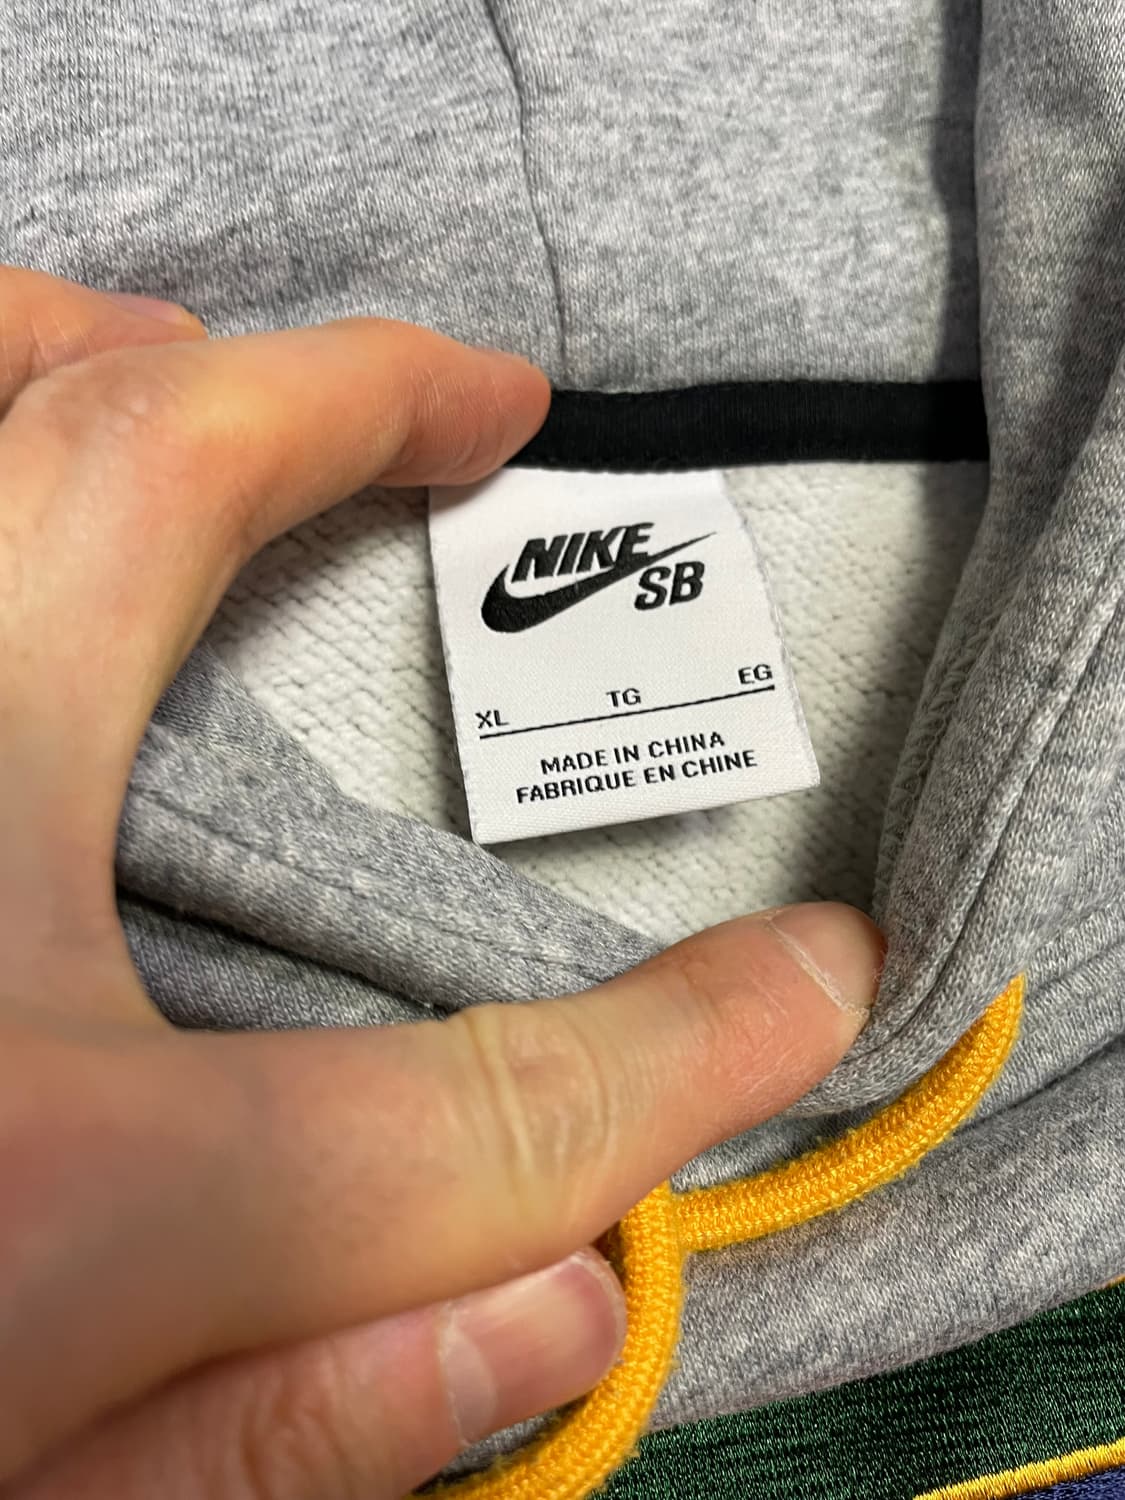 NIKE
SB
XL TG EG
MADE IN CHINA
FABRIQUE EN CHINE